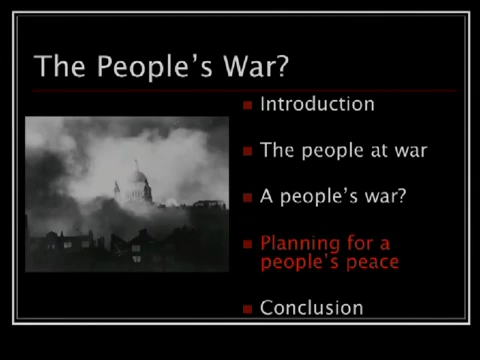 The People's War?
Introduction
The people at war
A people's war?
Planning for a
people's peace
Conclusion